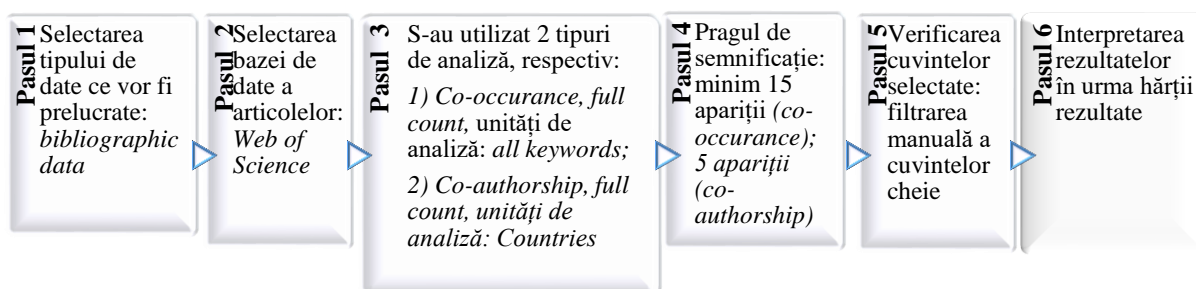 Pasul 1
Selectarea
tipului de
date ce vor fi
prelucrate:
bibliographic
data
Pasul 2
Selectarea
bazei de
date a
articolelor:
Web of
Science
Pasul 3
S-au utilizat 2 tipuri
de analiză, respectiv:
1) Co-occurance, full
count, unități de
analiză: all keywords;
2) Co-authorship, full
count, unități de
analiză: Countries
Pasul 4
Pragul de
semnificație:
minim 15
apariții (co-
occurance);
5 apariții
(co-
authorship)
Pasul 5
Verificarea
cuvintelor
selectate:
filtrarea
manuală a
cuvintelor
cheie
Pasul 6
Interpretarea
rezultatelor
în urma hărții
rezultate